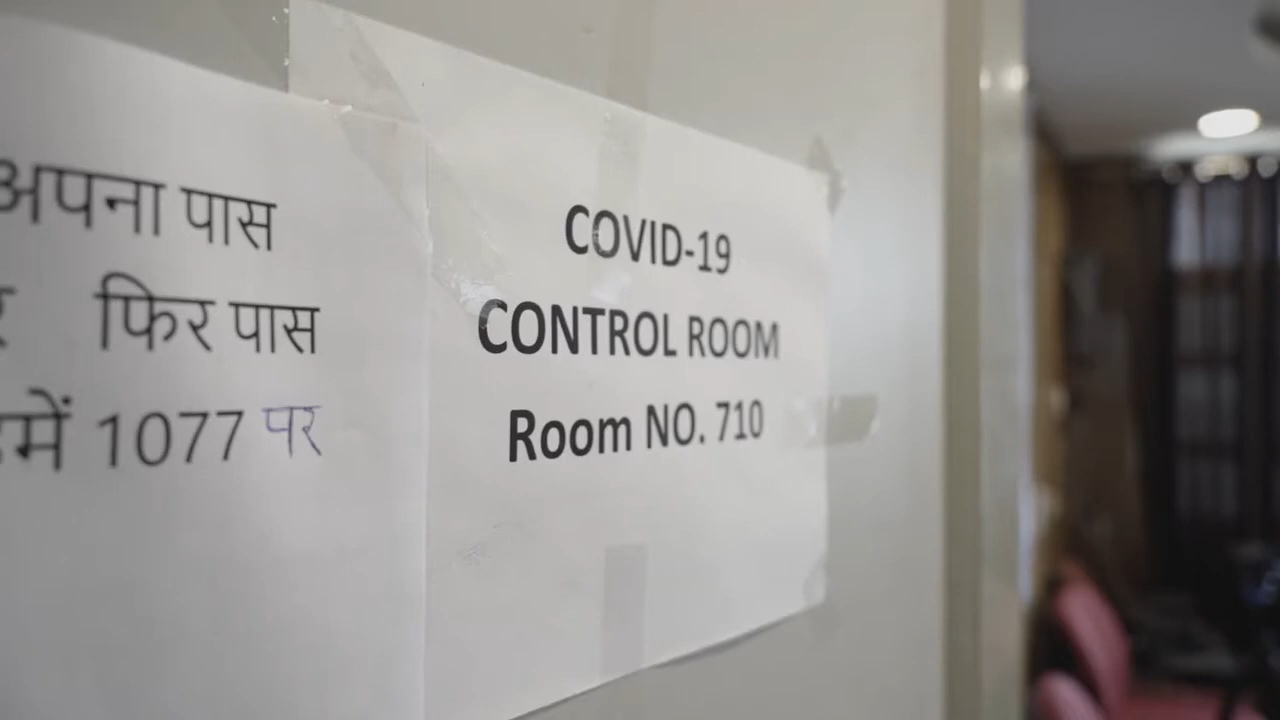 अपना पास
फिर पास
1077 पर
COVID-19
CONTROL ROOM
Room NO. 710